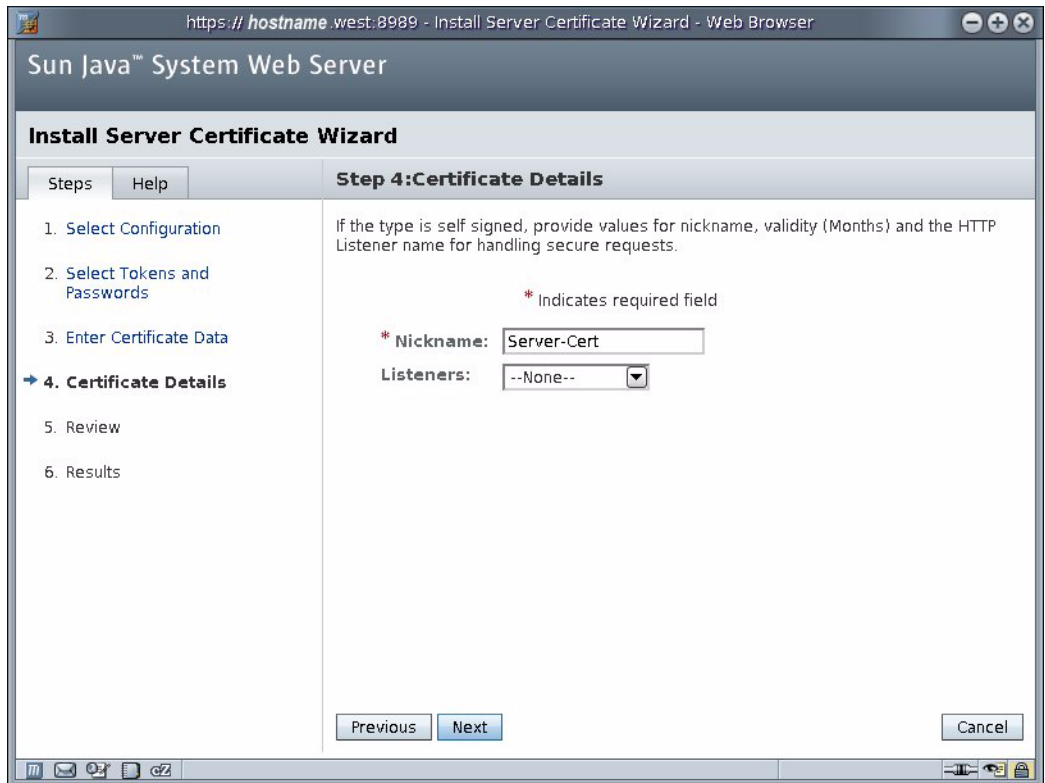 https:// hostname .west:8989 - Install Server Certificate Wizard - Web Browser
Sun Java™ System Web Server
Install Server Certificate Wizard
Steps
Help
1. Select Configuration
2. Select Tokens and
Passwords
3. Enter Certificate Data
4. Certificate Details
5. Review
6. Results
Step 4:Certificate Details
If the type is self signed, provide values for nickname, validity (Months) and the HTTP
Listener name for handling secure requests.
* Indicates required field
* Nickname: Server-Cert
Listeners: --None--
Previous Next Cancel